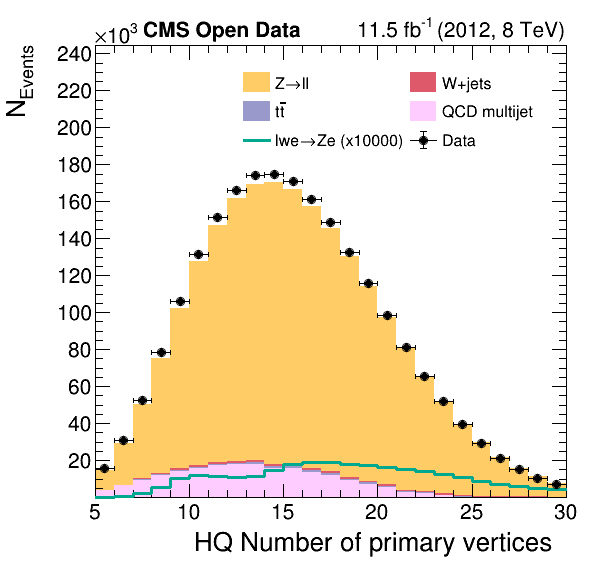 ×10³ CMS Open Data 11.5 fb⁻¹ (2012, 8 TeV)
N_Events
240
220
200
180
160
140
120
100
80
60
40
20
Z→ll W+jets
tt̄ QCD multijet
lwe→Ze (x10000) Data
5 10 15 20 25 30
HQ Number of primary vertices